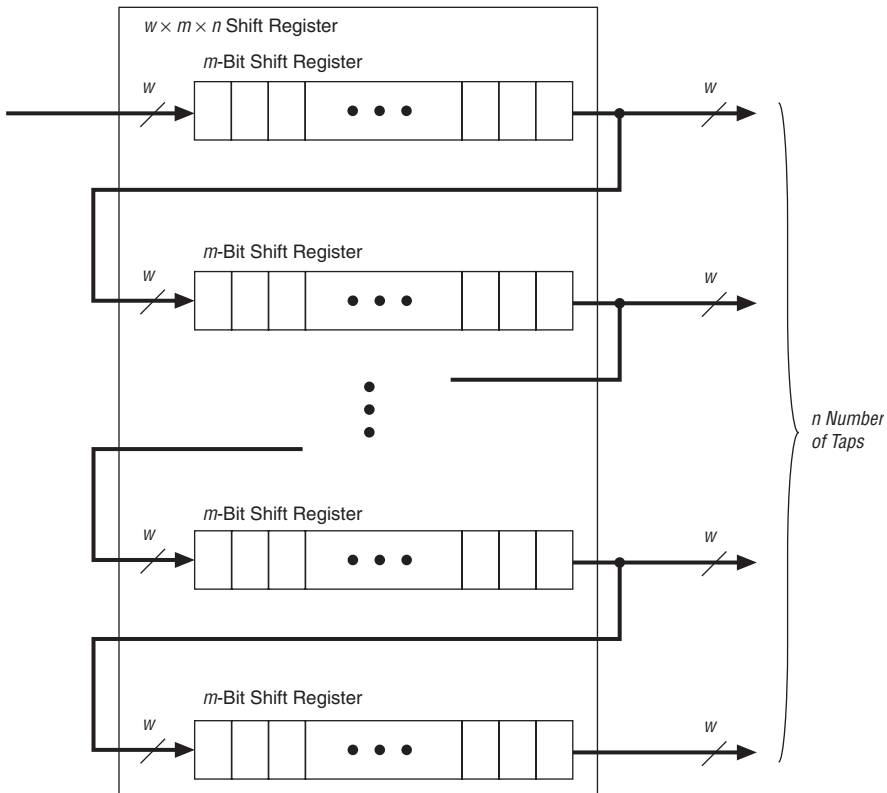 w × m × n Shift Register
m-Bit Shift Register
w
w
m-Bit Shift Register
w
w
n Number
of Taps
m-Bit Shift Register
w
w
m-Bit Shift Register
w
w